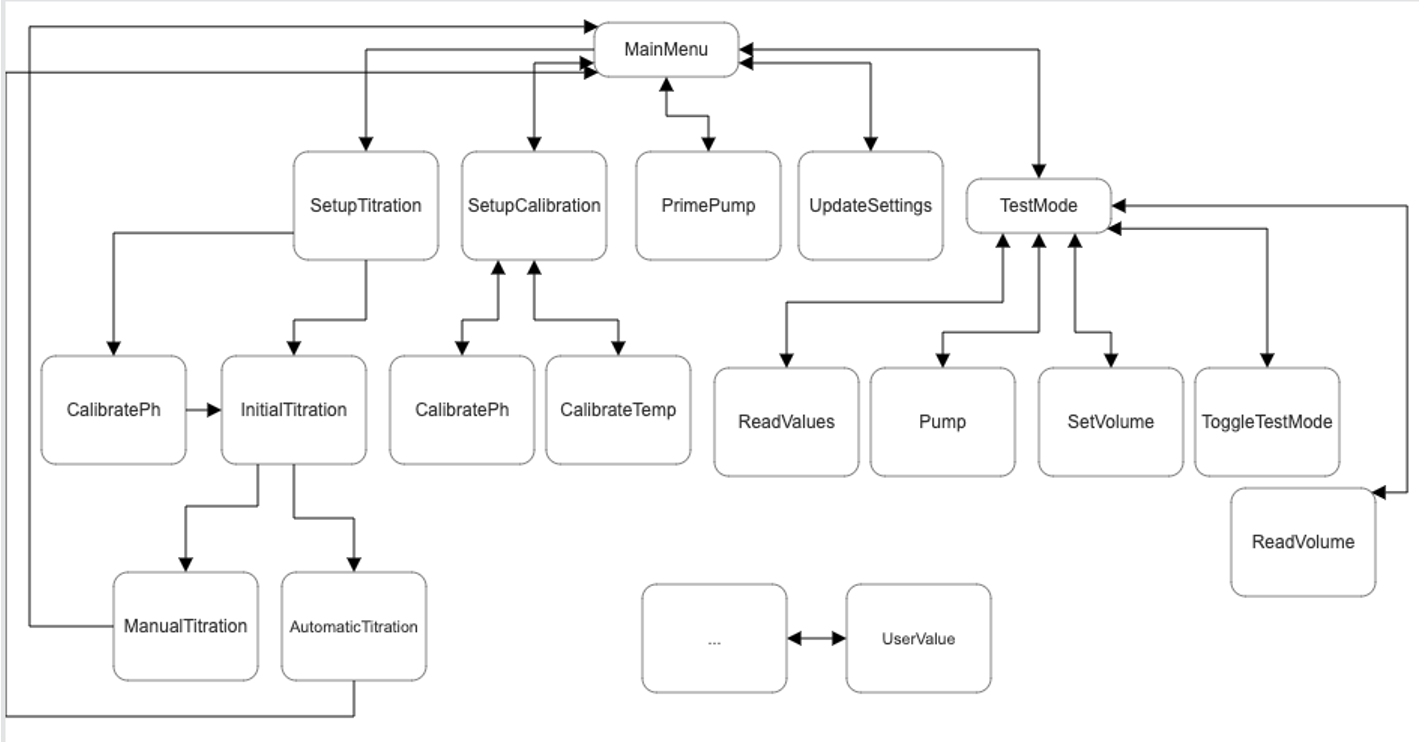 MainMenu
SetupTitration
SetupCalibration
PrimePump
UpdateSettings
TestMode
CalibratePh
InitialTitration
CalibratePh
CalibrateTemp
ReadValues
Pump
SetVolume
ToggleTestMode
ReadVolume
ManualTitration
AutomaticTitration
...
UserValue